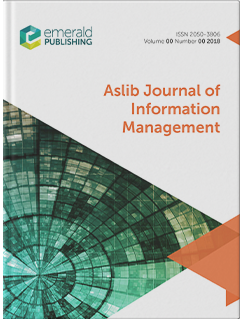 emerald
PUBLISHING
ISSN 2050-3806
Volume 00 Number 00 2018
Aslib Journal of
Information
Management